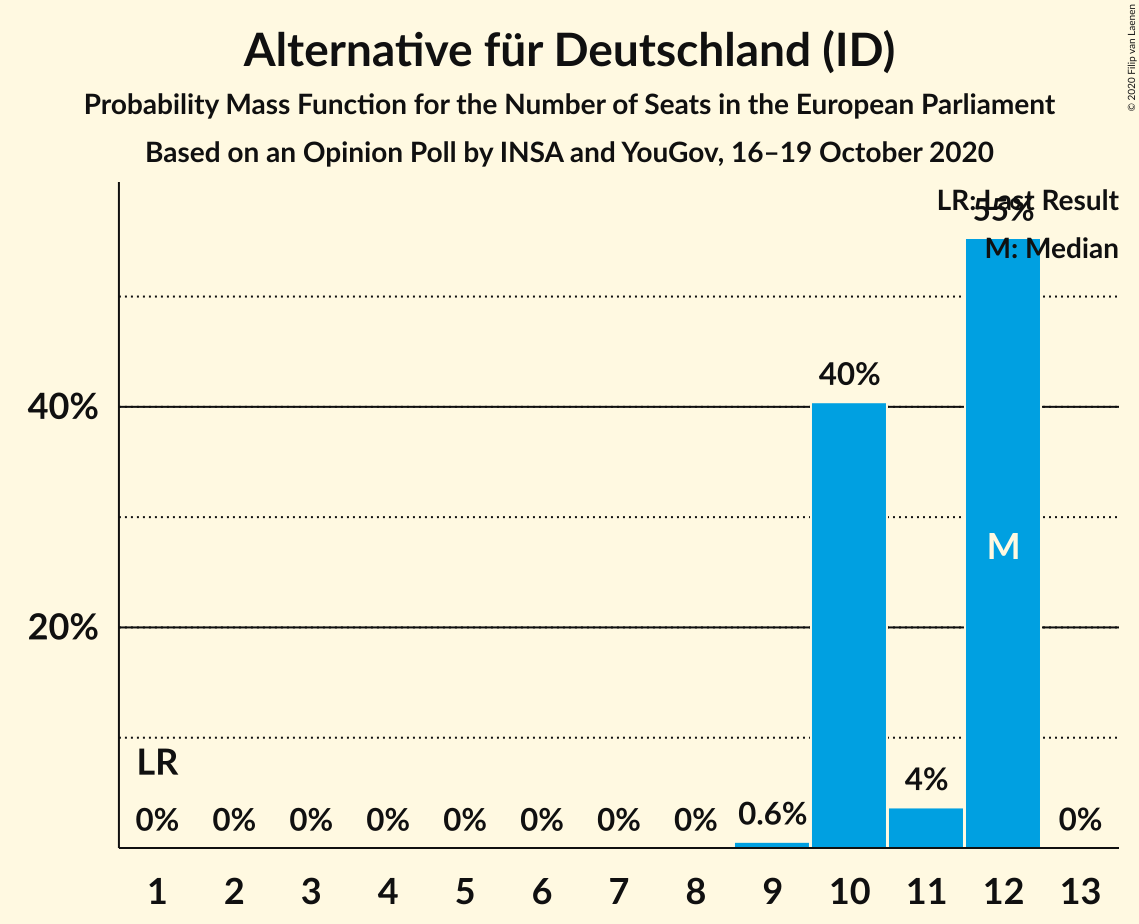 © 2020 Filip van Laenen
Alternative für Deutschland (ID)
Probability Mass Function for the Number of Seats in the European Parliament
Based on an Opinion Poll by INSA and YouGov, 16–19 October 2020
LR: Last Result
55%
M: Median
40%
40%
M
20%
LR
4%
0% 0% 0% 0% 0% 0% 0% 0% 0.6% 0%
1 2 3 4 5 6 7 8 9 10 11 12 13